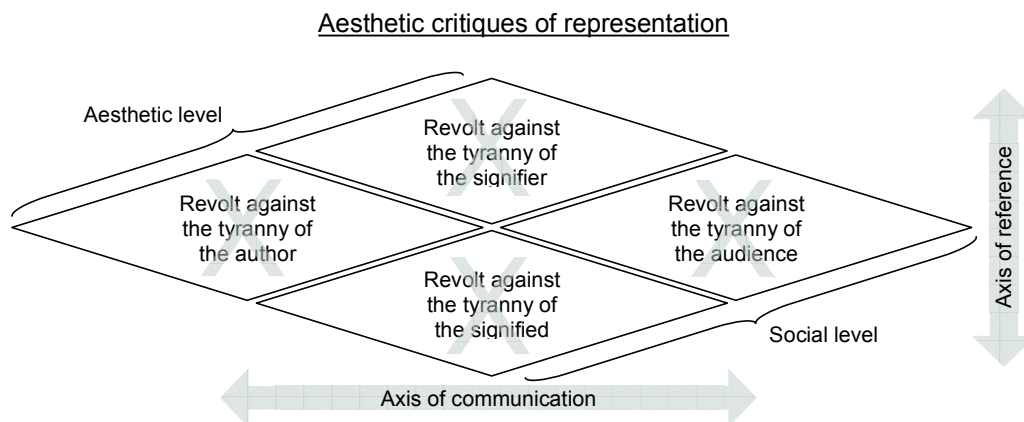 Aesthetic critiques of representation
Aesthetic level
Revolt against
the tyranny of
the signifier
Revolt against
the tyranny of
the author
Revolt against
the tyranny of
the audience
Revolt against
the tyranny of
the signified
Axis of reference
Social level
Axis of communication
X
X
X
X